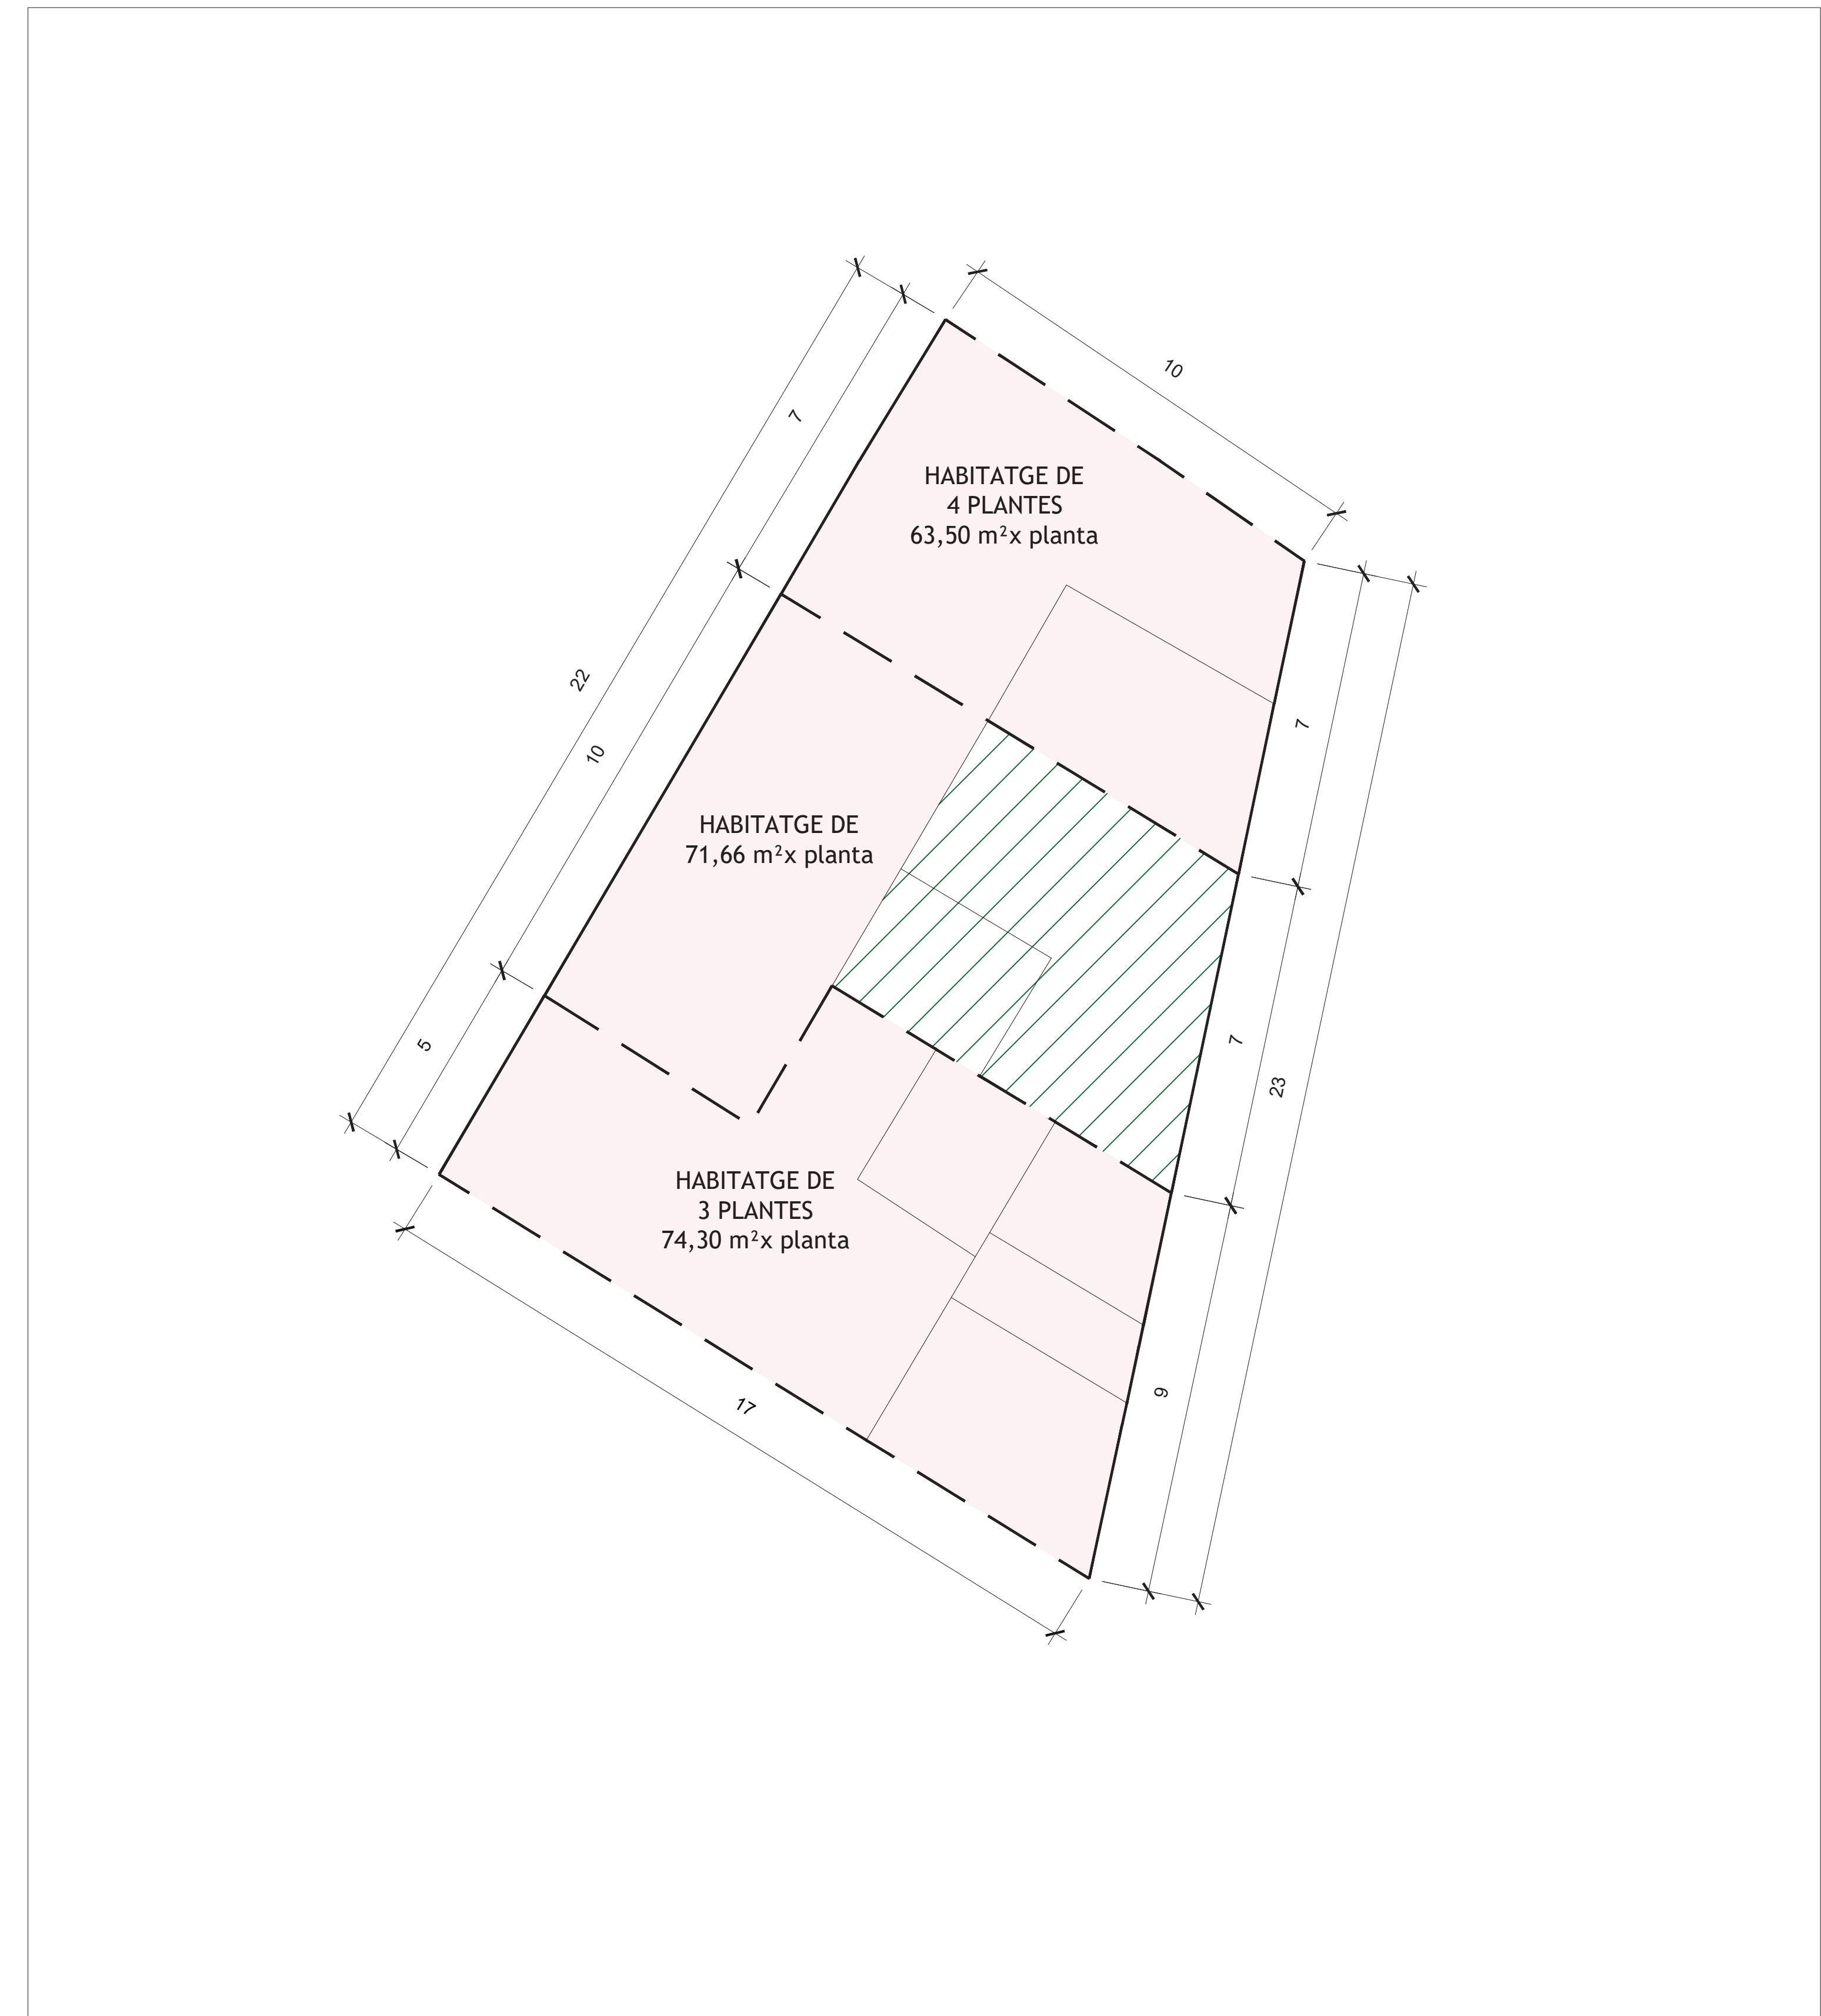 10
7
HABITATGE DE
4 PLANTES
63,50 m²x planta
22
7
10
HABITATGE DE
71,66 m²x planta
7
5
23
HABITATGE DE
3 PLANTES
74,30 m²x planta
9
17